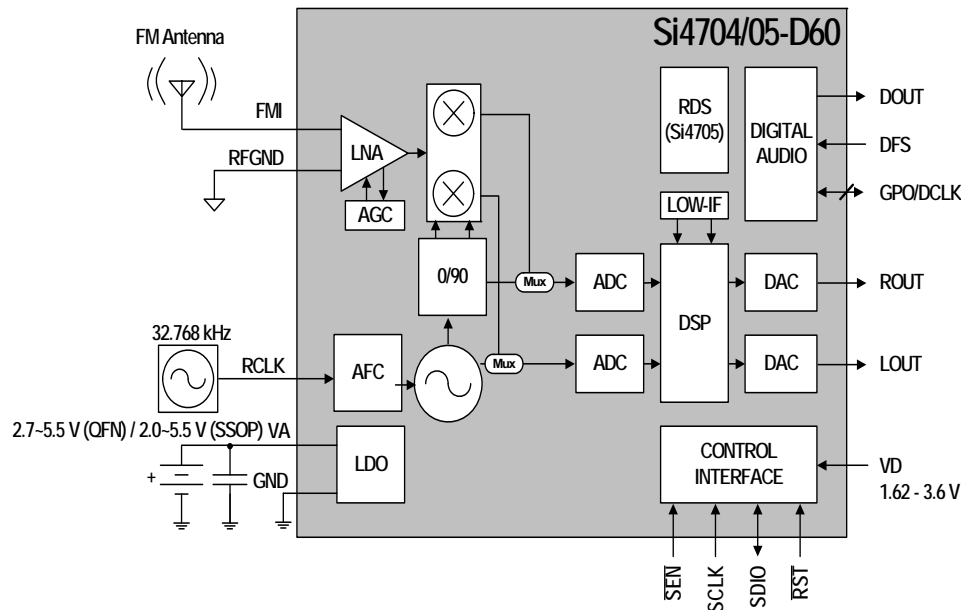 Si4704/05-D60
FM Antenna
FMI
RFGND
LNA
AGC
RDS
(Si4705)
DIGITAL
AUDIO
DOUT
DFS
GPO/DCLK
LOW-IF
0/90
Mux
ADC
DSP
DAC
ROUT
32.768 kHz
RCLK
AFC
Mux
ADC
DAC
LOUT
2.7~5.5 V (QFN) / 2.0~5.5 V (SSOP) VA
+
GND
LDO
CONTROL
INTERFACE
VD
1.62 - 3.6 V
SEN
SCLK
SDIO
RST